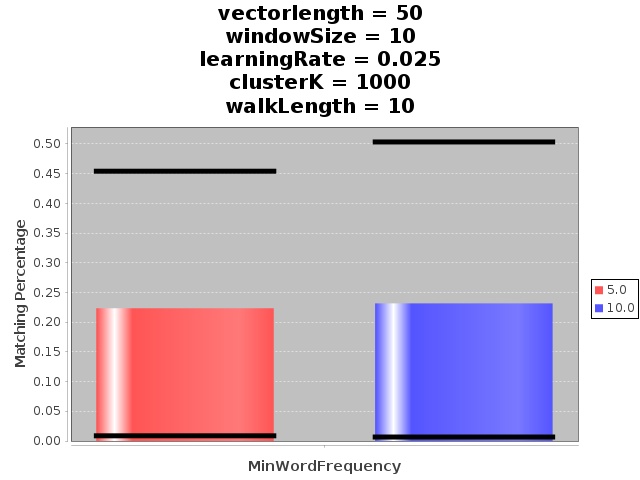 vectorlength = 50
windowSize = 10
learningRate = 0.025
clusterK = 1000
walkLength = 10
Matching Percentage
0.50
0.45
0.40
0.35
0.30
0.25
0.20
0.15
0.10
0.05
0.00
MinWordFrequency
5.0
10.0